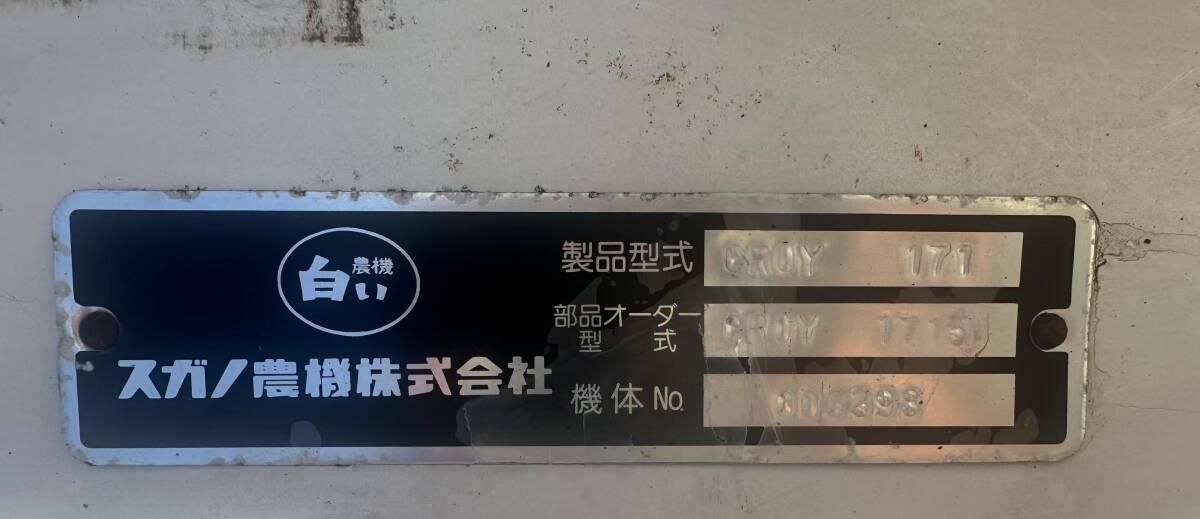 白い農機
スガノ農機株式会社
製品型式 CRQY 171
部品オーダー型式
機体No.